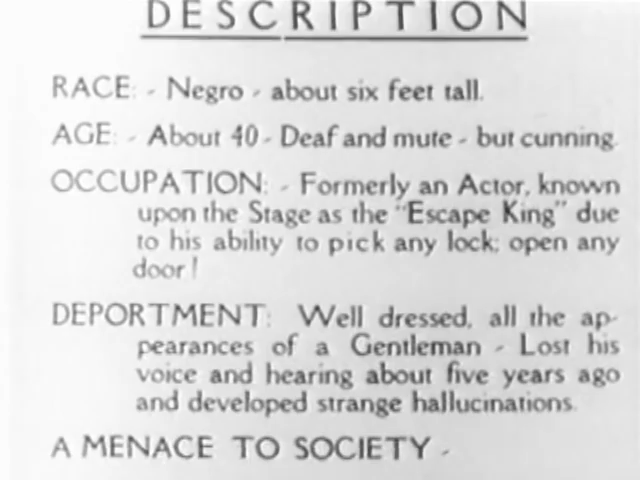 DESCRIPTION
RACE: - Negro - about six feet tall.
AGE: - About 40 - Deaf and mute - but cunning.
OCCUPATION: - Formerly an Actor, known
upon the Stage as the "Escape King" due
to his ability to pick any lock; open any
door!
DEPORTMENT: Well dressed, all the ap-
pearances of a Gentleman - Lost his
voice and hearing about five years ago
and developed strange hallucinations.
A MENACE TO SOCIETY -